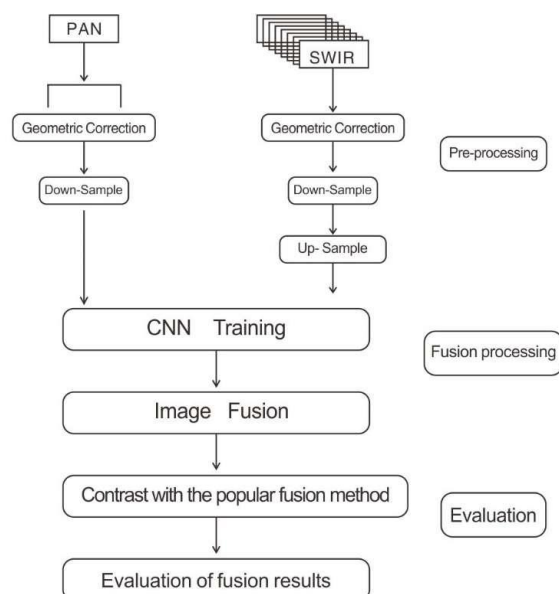 PAN
SWIR
Geometric Correction
Geometric Correction
Pre-processing
Down-Sample
Down-Sample
Up- Sample
CNN Training
Fusion processing
Image Fusion
Contrast with the popular fusion method
Evaluation
Evaluation of fusion results